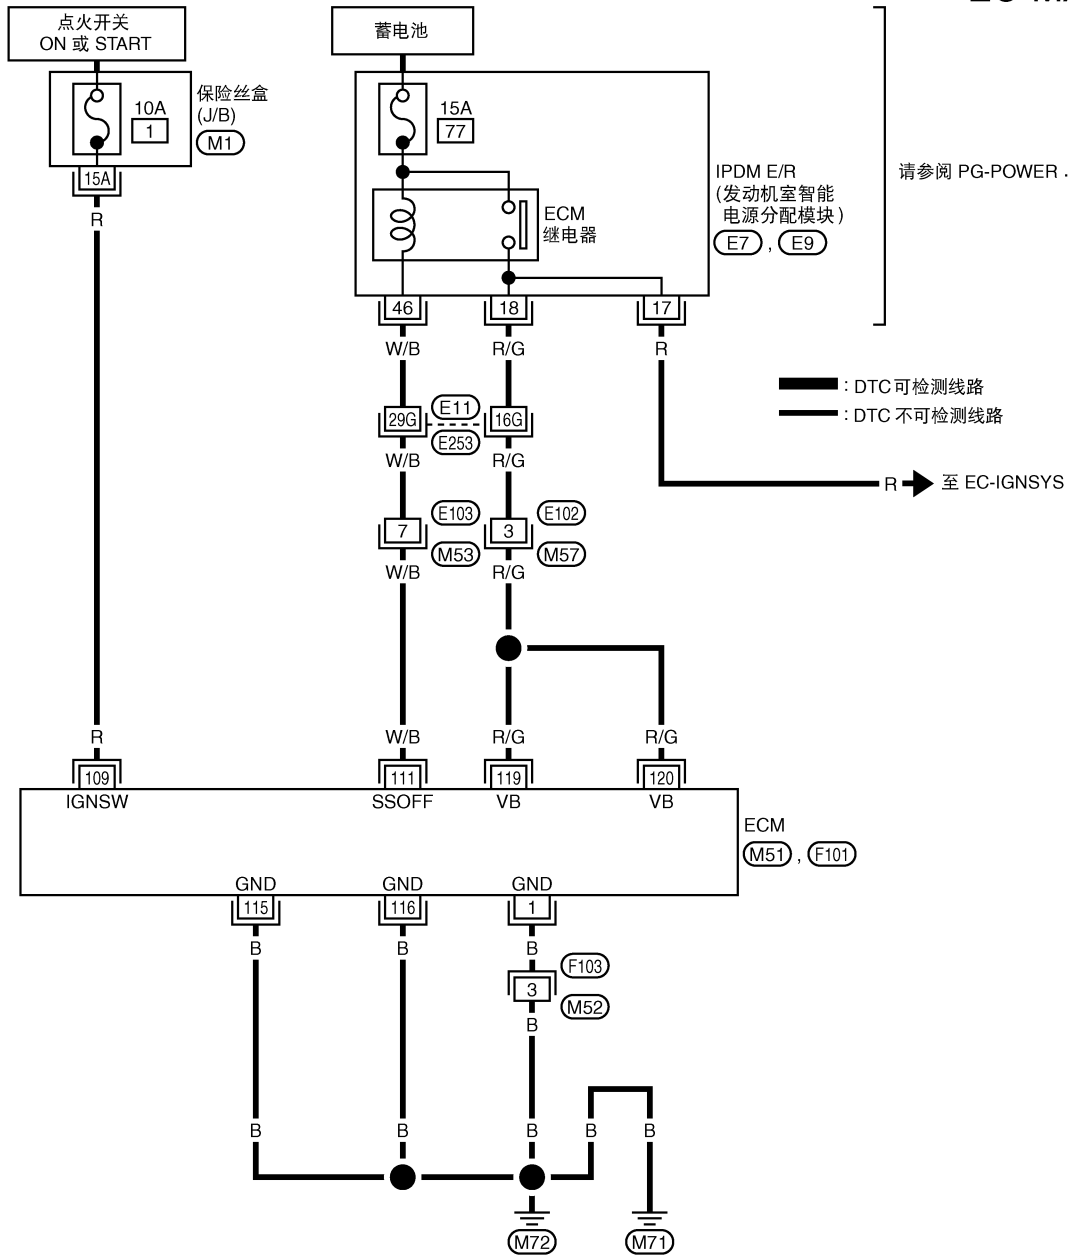 点火开关
ON 或 START
蓄电池
10A
1
保险丝盒
(J/B)
M1
15A
77
15A
R
ECM
继电器
IPDM E/R
(发动机室智能
电源分配模块)
E7 , E9
请参阅 PG-POWER .
46
18
17
W/B
R/G
R
: DTC可检测线路
: DTC 不可检测线路
29G
E11
E253
16G
W/B
R/G
R
至 EC-IGNSYS
7
E103
M53
3
E102
M57
W/B
R/G
R
W/B
R/G
R/G
109
111
119
120
IGNSW
SSOFF
VB
VB
ECM
M51 , F101
GND
GND
GND
115
116
1
B
B
B
F103
3
M52
B
B
B
B
B
B
M72
M71